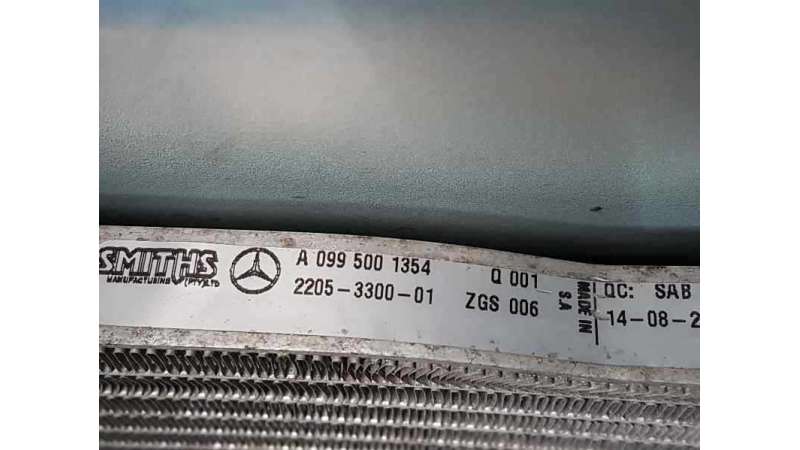 SMITHS
MANUFACTURING (PTY)LTD
A 099 500 1354
2205-3300-01
Q 001
ZGS 006
MADE IN
S.A
QC: SAB
14-08-2